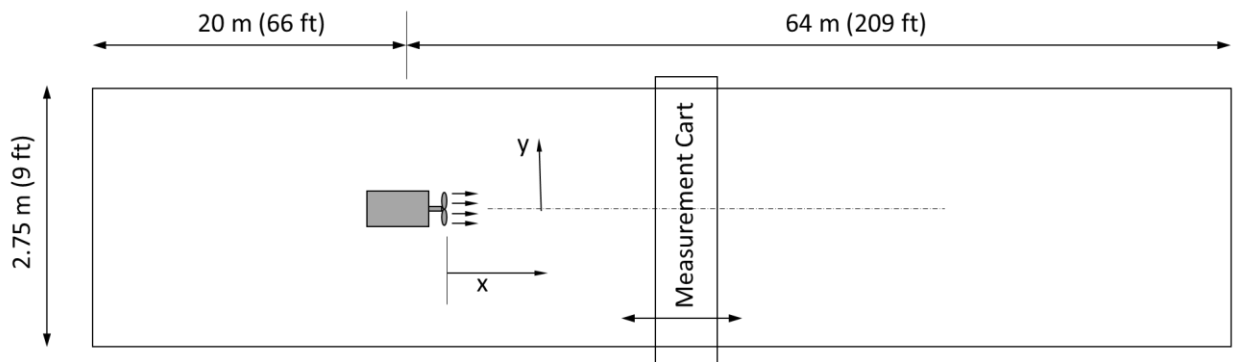 20 m (66 ft)
64 m (209 ft)
2.75 m (9 ft)
y
x
Measurement Cart